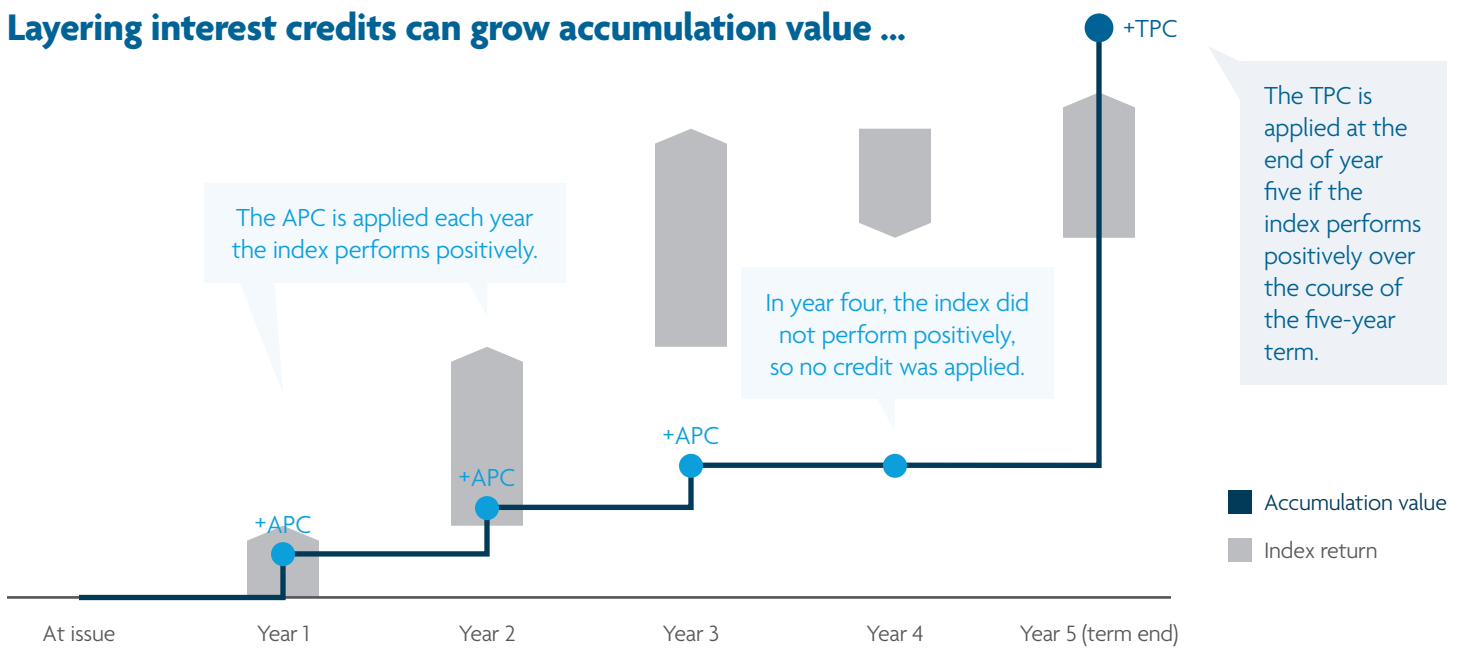 Layering interest credits can grow accumulation value ...
+TPC
The TPC is
applied at the
end of year
five if the
index performs
positively over
the course of
the five-year
term.
The APC is applied each year
the index performs positively.
In year four, the index did
not perform positively,
so no credit was applied.
+APC
+APC
+APC
Accumulation value
Index return
At issue
Year 1
Year 2
Year 3
Year 4
Year 5 (term end)